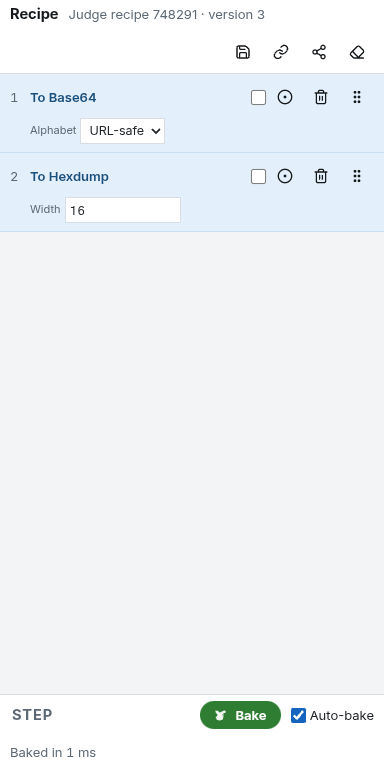 Recipe Judge recipe 748291 · version 3
1 To Base64
Alphabet URL-safe
2 To Hexdump
Width 16
STEP Bake Auto-bake
Baked in 1 ms